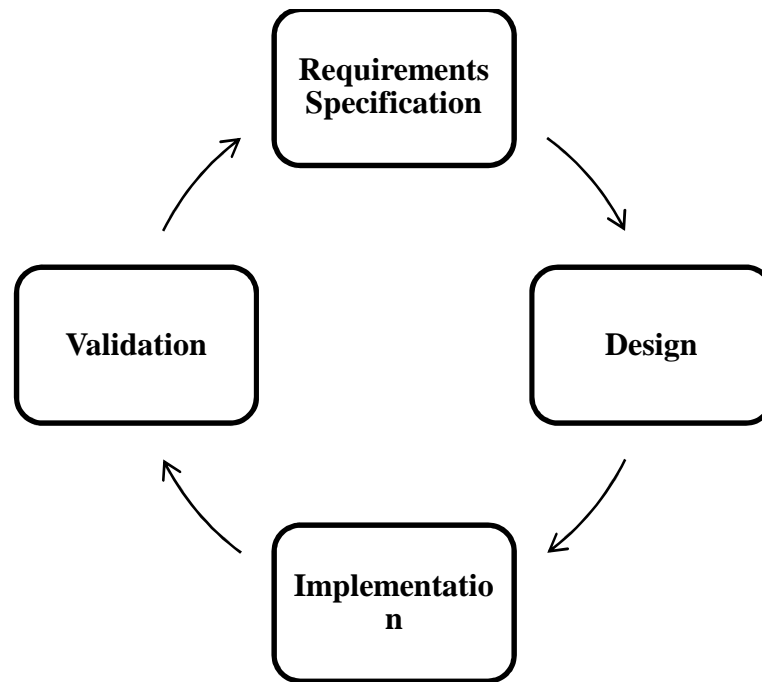 Requirements
Specification
Validation
Design
Implementatio
n